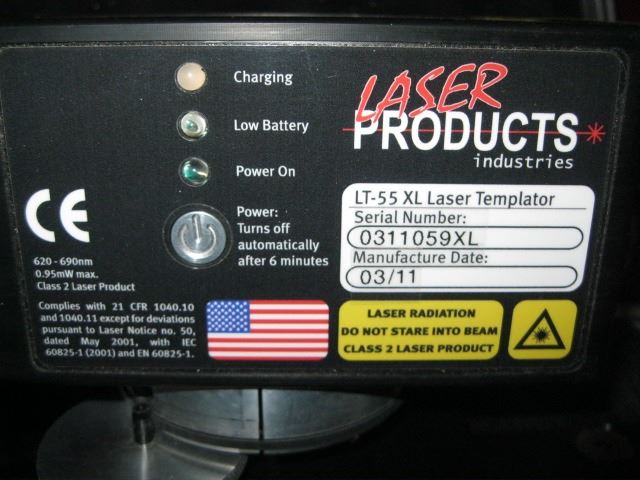 Charging
Low Battery
Power On
Power:
Turns off
automatically
after 6 minutes
LASER
PRODUCTS
industries
LT-55 XL Laser Templator
Serial Number:
0311059XL
Manufacture Date:
03/11
CE
620 - 690nm
0.95mW max.
Class 2 Laser Product
Complies with 21 CFR 1040.10
and 1040.11 except for deviations
pursuant to Laser Notice no. 50,
dated May 2001, with IEC
60825-1 (2001) and EN 60825-1.
LASER RADIATION
DO NOT STARE INTO BEAM
CLASS 2 LASER PRODUCT